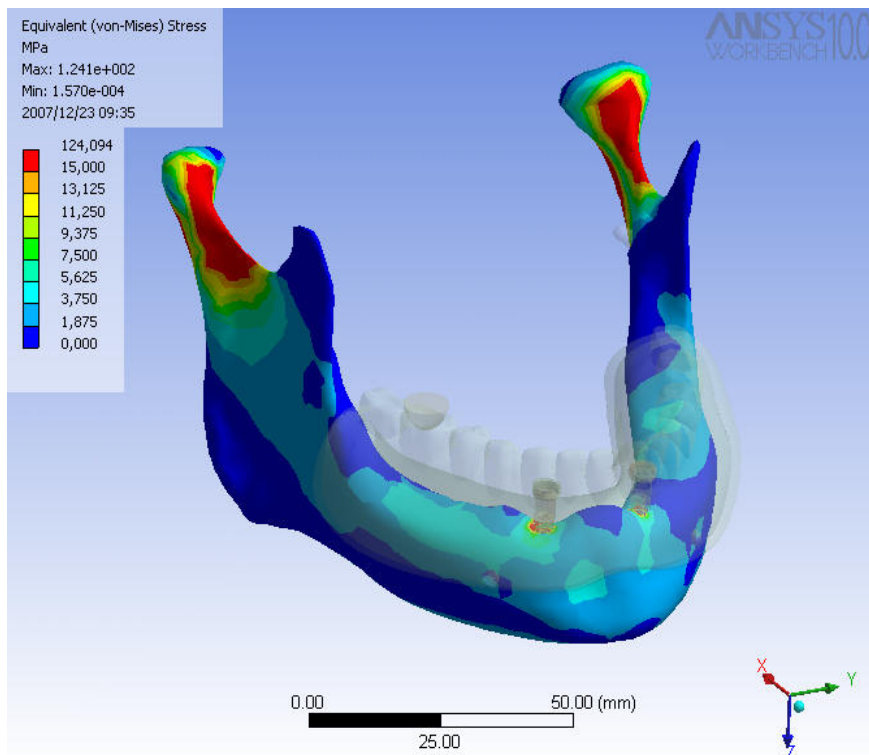 Equivalent (von-Mises) Stress
MPa
Max: 1.241e+002
Min: 1.570e-004
2007/12/23 09:35
124,094
15,000
13,125
11,250
9,375
7,500
5,625
3,750
1,875
0,000
ANSYS
WORKBENCH 10.0
X
Y
Z
0.00
50.00 (mm)
25.00